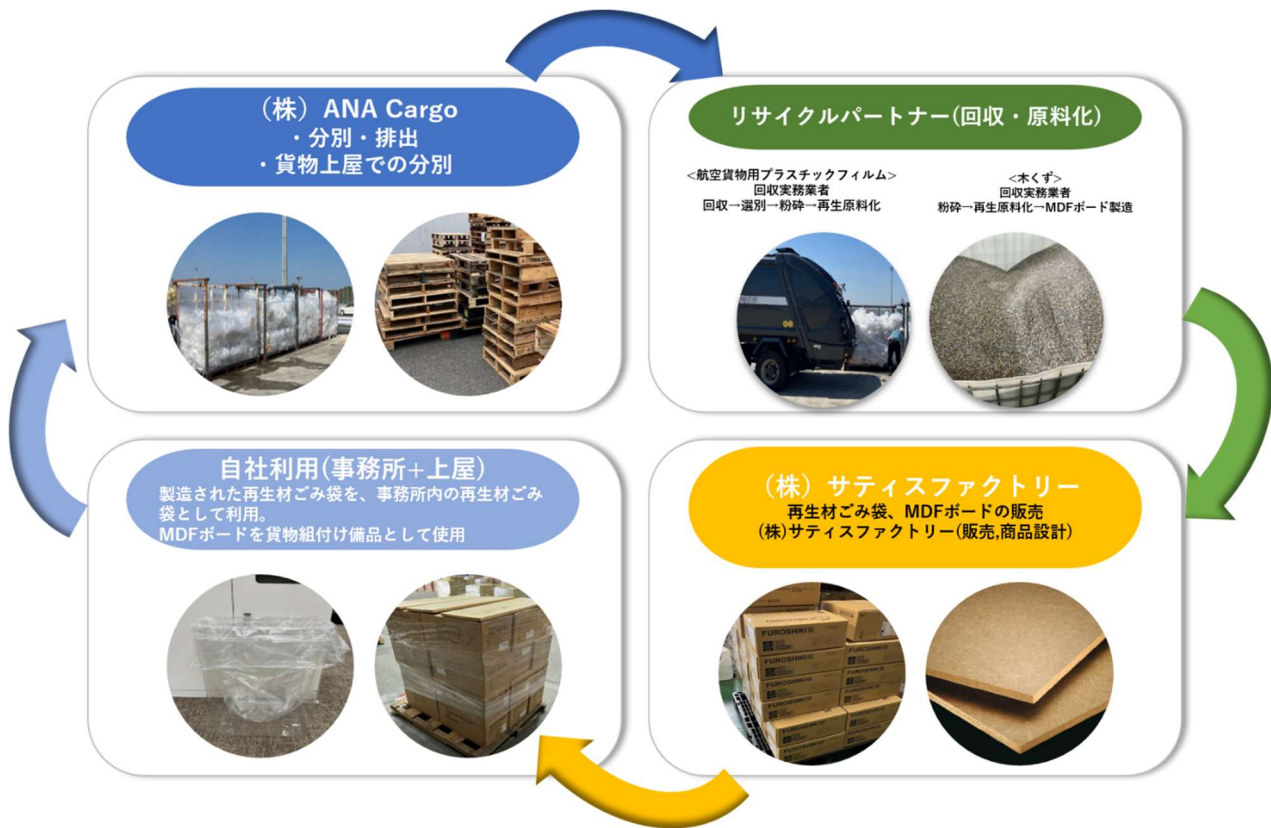 (株) ANA Cargo
・分別・排出
・貨物上屋での分別
リサイクルパートナー(回収・原料化)
<航空貨物用プラスチックフィルム>
回収実務業者
回収→選別→粉砕→再生原料化
<木くず>
回収実務業者
粉砕→再生原料化→MDFボード製造
自社利用(事務所+上屋)
製造された再生材ごみ袋を、事務所内の再生材ごみ
袋として利用。
MDFボードを貨物組付け備品として使用
(株) サティスファクトリー
再生材ごみ袋、MDFボードの販売
(株)サティスファクトリー(販売,商品設計)
FUROSHIKI
FUROSHIKI
FUROSHIKI
FUROSHIKI
FUROSHIKI
FUROSHIKI